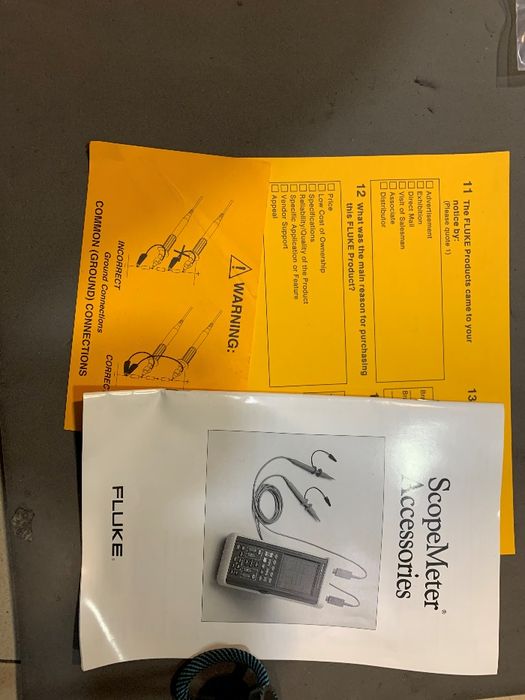 11 The FLUKE Products came to your
notice by:
(Please quote 1)
Advertisement
Exhibition
Direct Mail
Visit of Salesman
Associate
Distributor
12 What was the main reason for purchasing
this FLUKE Product?
Price
Low Cost of Ownership
Specifications
Reliability/Quality of the Product
Specific Application or Feature
Vendor Support
Appeal
13
WARNING:
INCORRECT
CORREC
Ground Connections
COMMON (GROUND) CONNECTIONS
ScopeMeter®
Accessories
FLUKE®